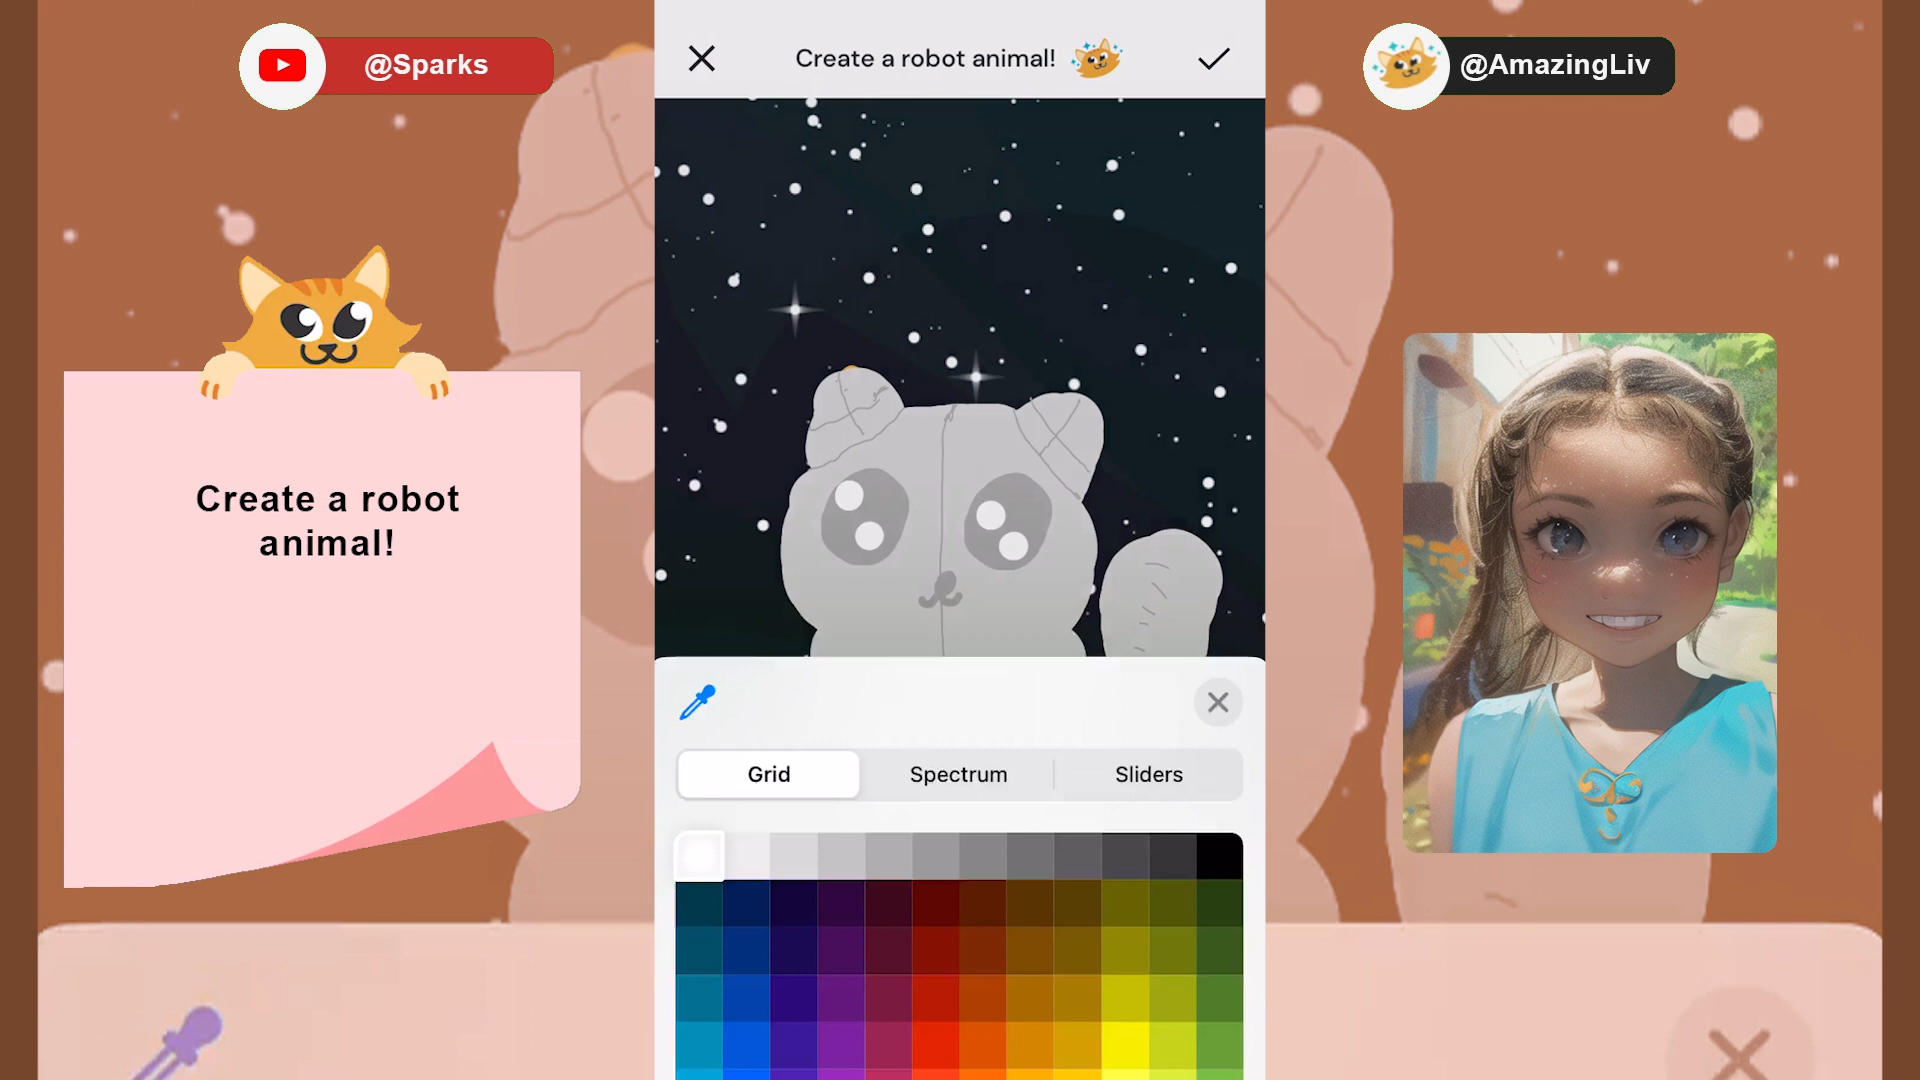 @Sparks
Create a robot animal!
@AmazingLiv
Create a robot
animal!
Grid
Spectrum
Sliders